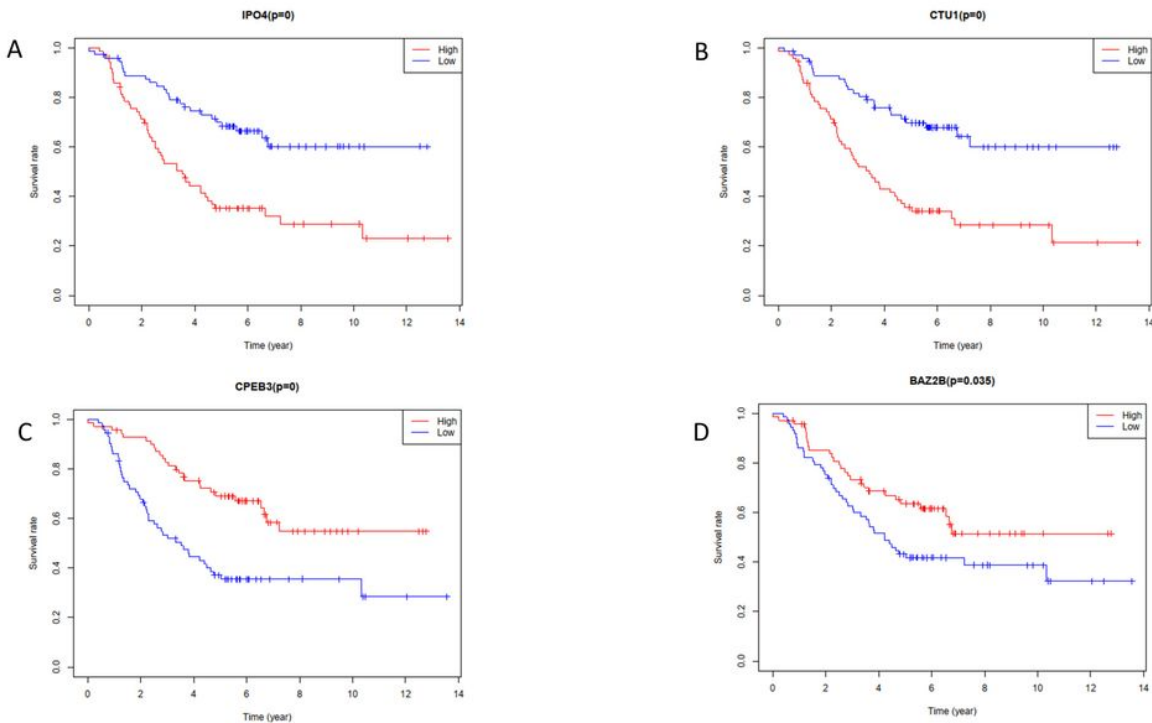 A
IPO4(p=0)
High
Low
Survival rate
0.0
0.2
0.4
0.6
0.8
1.0
0 2 4 6 8 10 12 14
Time (year)
B
CTU1(p=0)
High
Low
Survival rate
0.0
0.2
0.4
0.6
0.8
1.0
0 2 4 6 8 10 12 14
Time (year)
C
CPEB3(p=0)
High
Low
Survival rate
0.0
0.2
0.4
0.6
0.8
1.0
0 2 4 6 8 10 12 14
Time (year)
D
BAZ2B(p=0.035)
High
Low
Survival rate
0.0
0.2
0.4
0.6
0.8
1.0
0 2 4 6 8 10 12 14
Time (year)